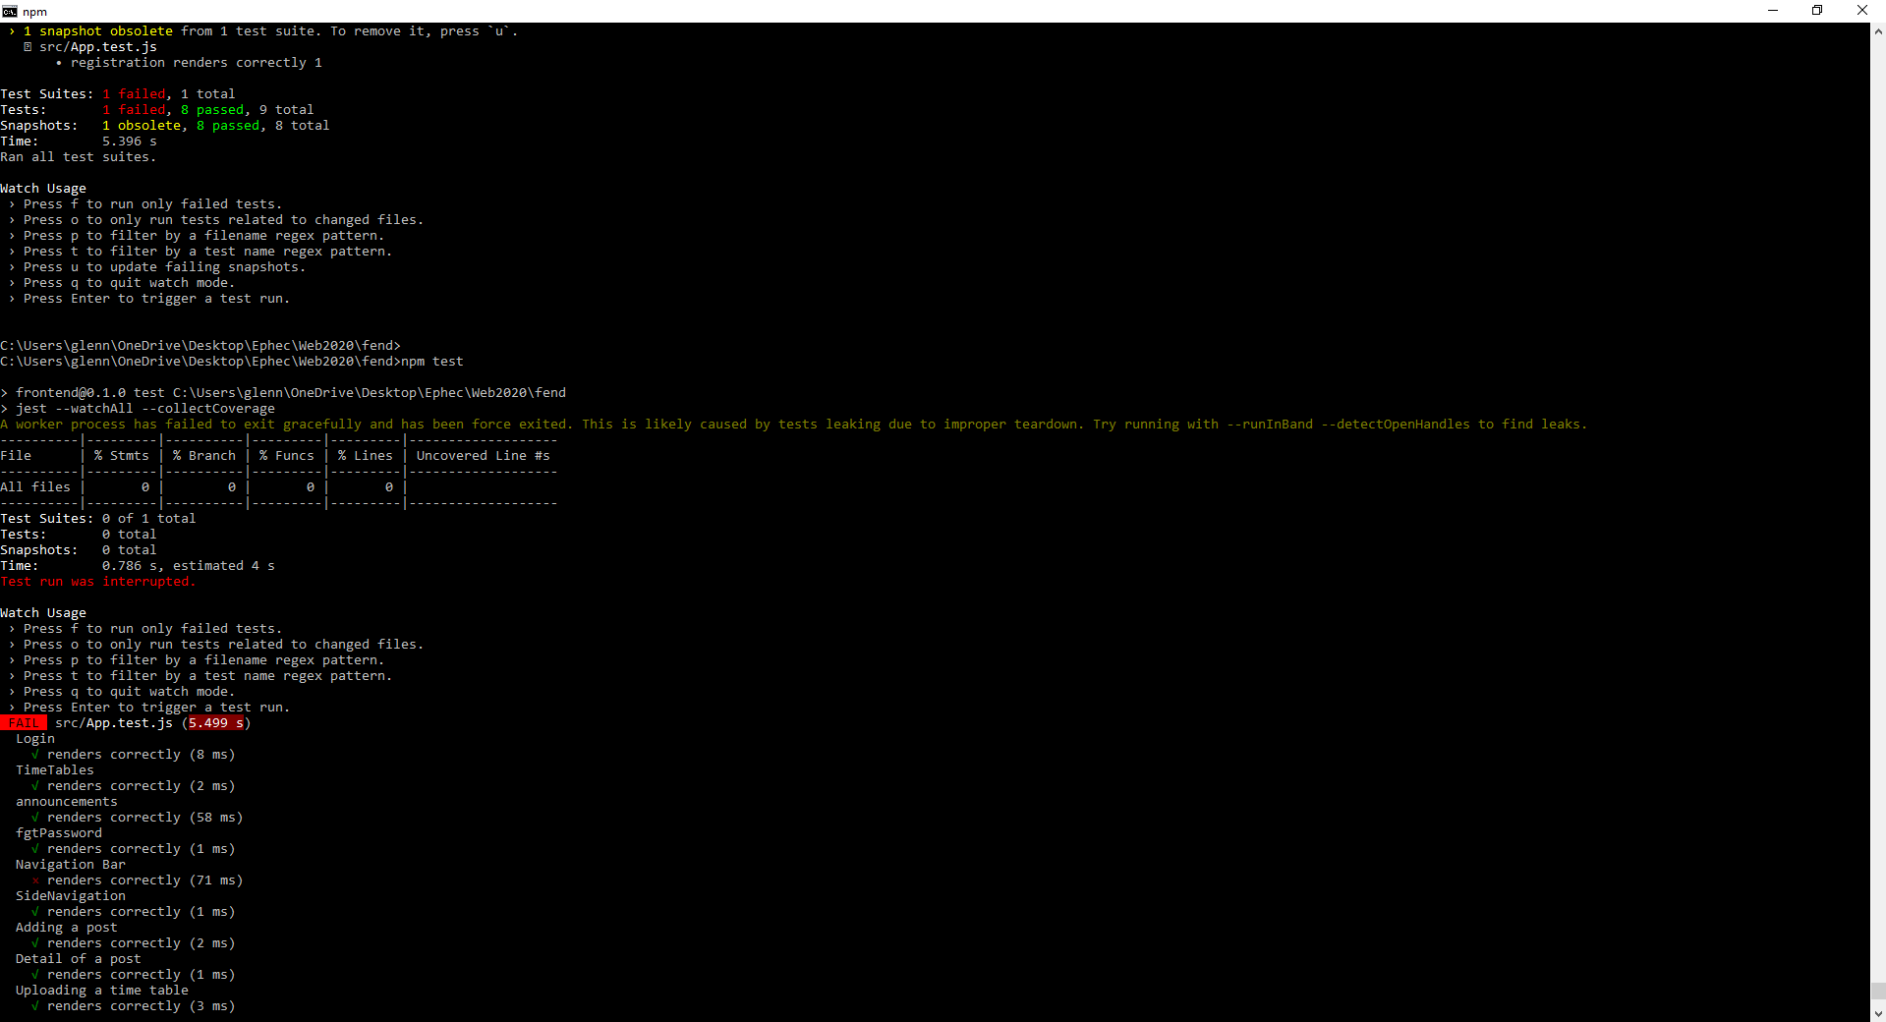 npm
› 1 snapshot obsolete from 1 test suite. To remove it, press `u`.
src/App.test.js
• registration renders correctly 1
Test Suites: 1 failed, 1 total
Tests: 1 failed, 8 passed, 9 total
Snapshots: 1 obsolete, 8 passed, 8 total
Time: 5.396 s
Ran all test suites.
Watch Usage
› Press f to run only failed tests.
› Press o to only run tests related to changed files.
› Press p to filter by a filename regex pattern.
› Press t to filter by a test name regex pattern.
› Press u to update failing snapshots.
› Press q to quit watch mode.
› Press Enter to trigger a test run.
C:\Users\glenn\OneDrive\Desktop\Ephec\Web2020\fend>
C:\Users\glenn\OneDrive\Desktop\Ephec\Web2020\fend>npm test
> frontend@0.1.0 test C:\Users\glenn\OneDrive\Desktop\Ephec\Web2020\fend
> jest --watchAll --collectCoverage
A worker process has failed to exit gracefully and has been force exited. This is likely caused by tests leaking due to improper teardown. Try running with --runInBand --detectOpenHandles to find leaks.
----------|---------|----------|---------|---------|-------------------
File | % Stmts | % Branch | % Funcs | % Lines | Uncovered Line #s
----------|---------|----------|---------|---------|-------------------
All files | 0 | 0 | 0 | 0 |
----------|---------|----------|---------|---------|-------------------
Test Suites: 0 of 1 total
Tests: 0 total
Snapshots: 0 total
Time: 0.786 s, estimated 4 s
Test run was interrupted.
Watch Usage
› Press f to run only failed tests.
› Press o to only run tests related to changed files.
› Press p to filter by a filename regex pattern.
› Press t to filter by a test name regex pattern.
› Press q to quit watch mode.
› Press Enter to trigger a test run.
FAIL src/App.test.js (5.499 s)
Login
√ renders correctly (8 ms)
TimeTables
√ renders correctly (2 ms)
announcements
√ renders correctly (58 ms)
fgtPassword
√ renders correctly (1 ms)
Navigation Bar
× renders correctly (71 ms)
SideNavigation
√ renders correctly (1 ms)
Adding a post
√ renders correctly (2 ms)
Detail of a post
√ renders correctly (1 ms)
Uploading a time table
√ renders correctly (3 ms)